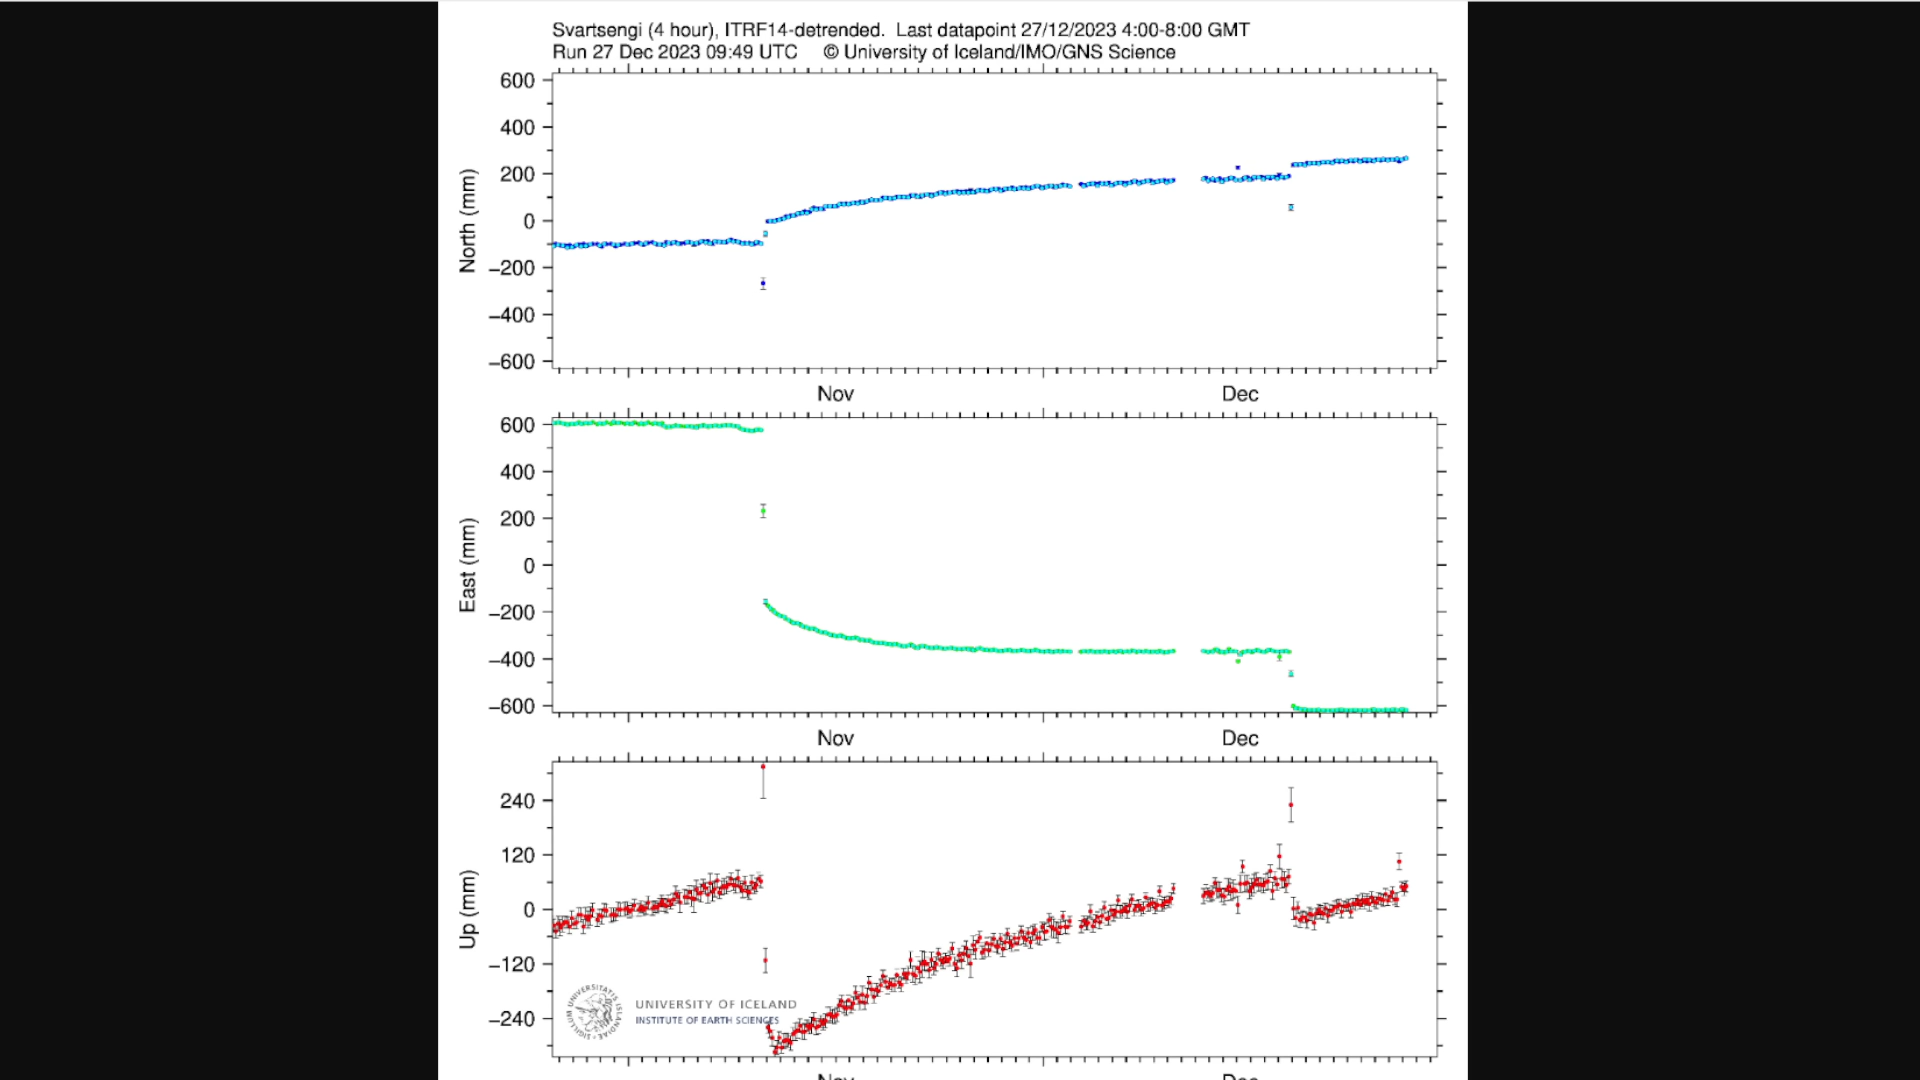 Svartsengi (4 hour), ITRF14-detrended. Last datapoint 27/12/2023 4:00-8:00 GMT
Run 27 Dec 2023 09:49 UTC © University of Iceland/IMO/GNS Science
600
400
200
0
−200
−400
−600
North (mm)
Nov Dec
600
400
200
0
−200
−400
−600
East (mm)
Nov Dec
240
120
0
−120
−240
Up (mm)
UNIVERSITY OF ICELAND
INSTITUTE OF EARTH SCIENCES
Nov Dec